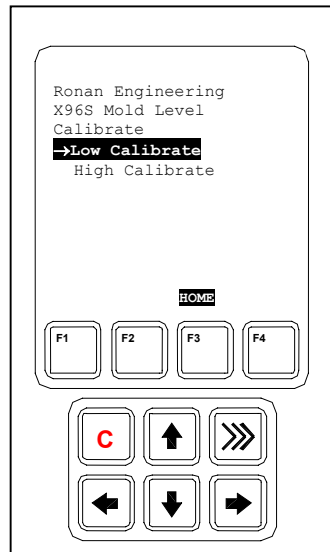 Ronan Engineering
X96S Mold Level
Calibrate
→Low Calibrate
High Calibrate
HOME
F1 F2 F3 F4
C